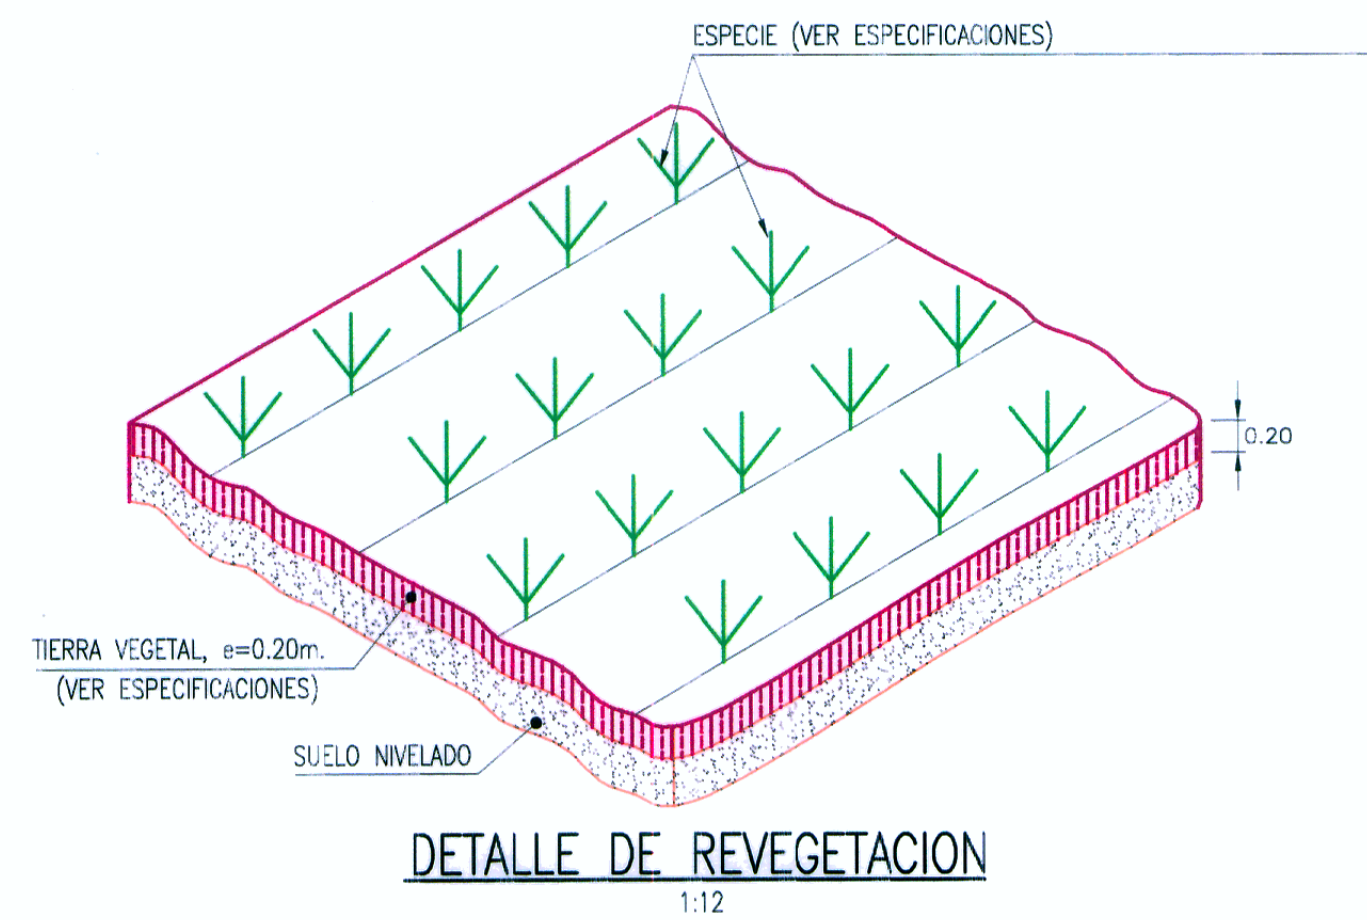 ESPECIE (VER ESPECIFICACIONES)
0.20
TIERRA VEGETAL, e=0.20m.
(VER ESPECIFICACIONES)
SUELO NIVELADO
DETALLE DE REVEGETACION
1:12